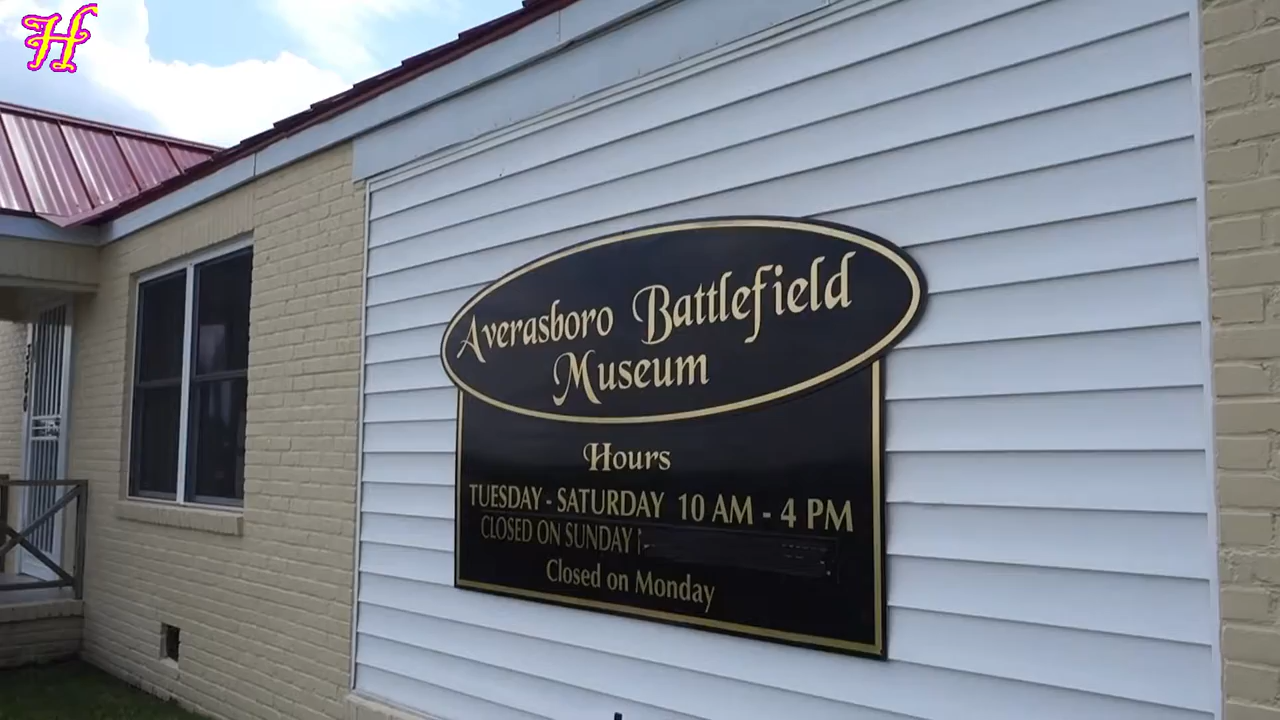 H
Averasboro Battlefield
Museum
Hours
TUESDAY - SATURDAY 10 AM - 4 PM
CLOSED ON SUNDAY
Closed on Monday